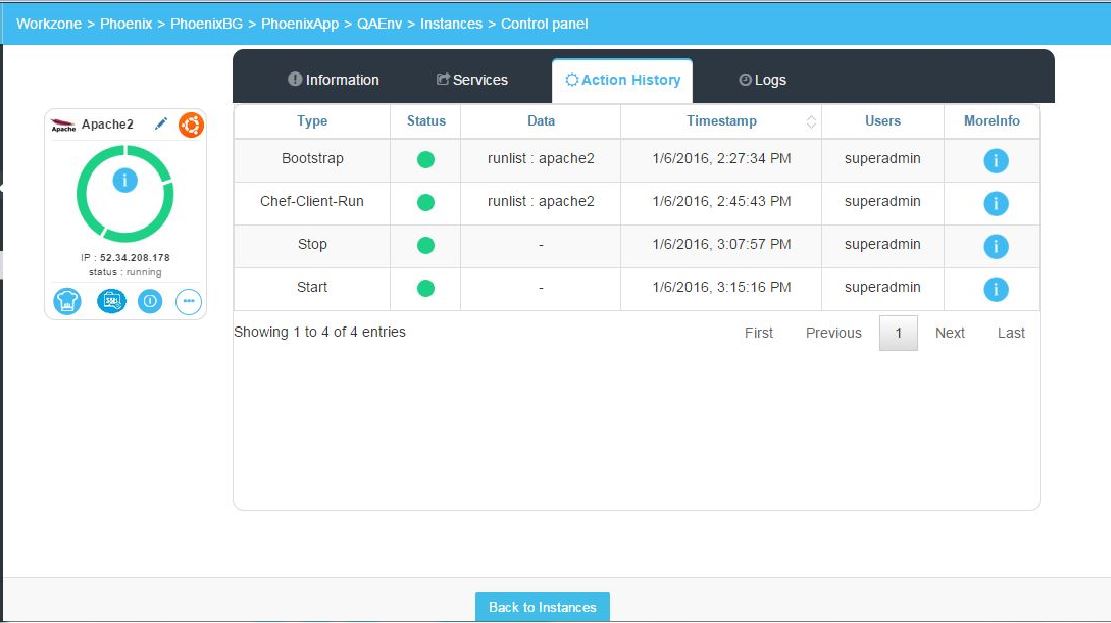 Workzone > Phoenix > PhoenixBG > PhoenixApp > QAEnv > Instances > Control panel
Information Services Action History Logs
Apache Apache2
IP : 52.34.208.178
status : running
Type Status Data Timestamp Users MoreInfo
Bootstrap runlist : apache2 1/6/2016, 2:27:34 PM superadmin i
Chef-Client-Run runlist : apache2 1/6/2016, 2:45:43 PM superadmin i
Stop - 1/6/2016, 3:07:57 PM superadmin i
Start - 1/6/2016, 3:15:16 PM superadmin i
Showing 1 to 4 of 4 entries
First Previous 1 Next Last
Back to Instances